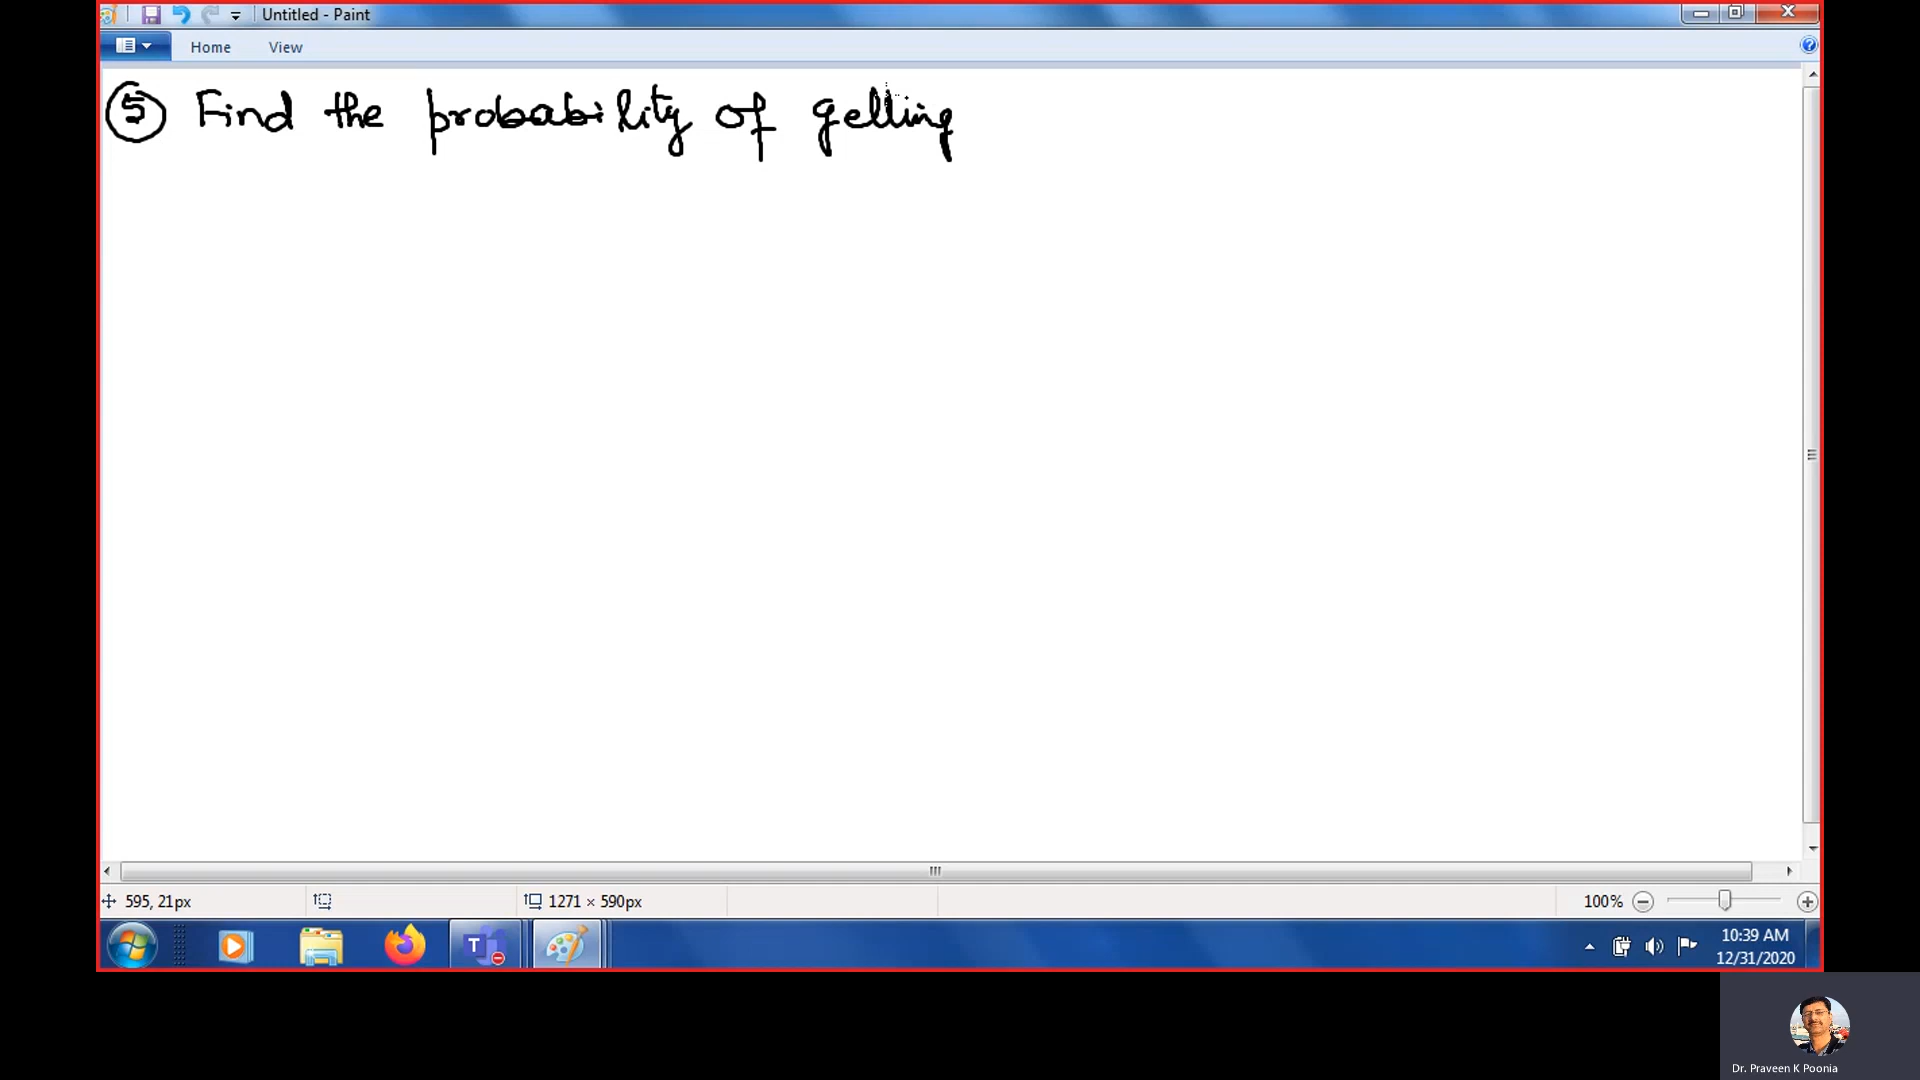 Untitled - Paint
Home View
5 Find the probability of gelling
595, 21px
1271 × 590px
100%
T
10:39 AM
12/31/2020
Dr. Praveen K Poonia